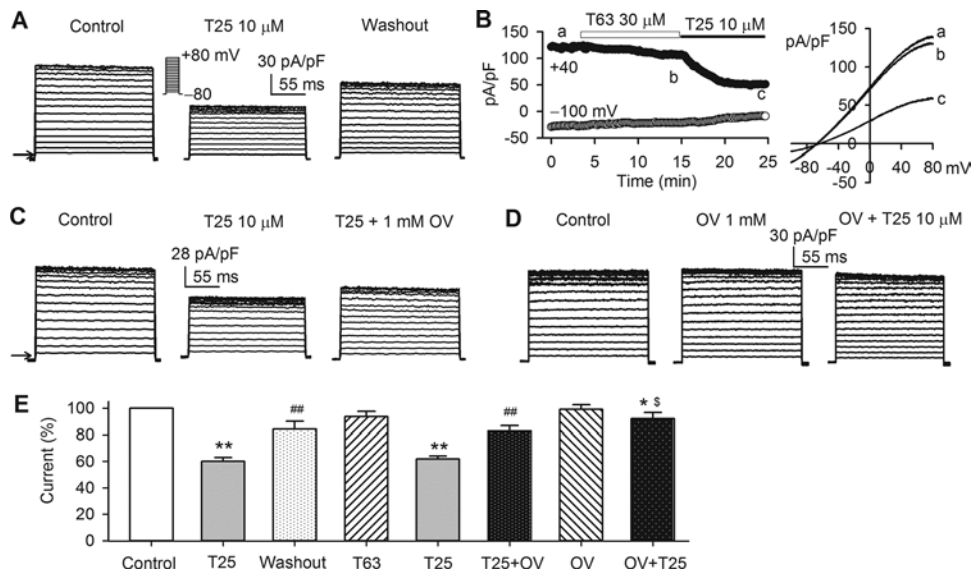 A
Control
T25 10 μM
Washout
+80 mV
−80
30 pA/pF
55 ms
B
T63 30 μM
T25 10 μM
150
100
50
0
-50
pA/pF
a
+40
b
c
−100 mV
0
5
10
15
20
25
Time (min)
pA/pF
150
100
50
0
-50
-80
-40
0
40
80
mV
a
b
c
C
Control
T25 10 μM
T25 + 1 mM OV
28 pA/pF
55 ms
D
Control
OV 1 mM
OV + T25 10 μM
30 pA/pF
55 ms
E
Current (%)
100
80
60
40
20
0
**
##
**
##
* $
Control
T25
Washout
T63
T25
T25+OV
OV
OV+T25